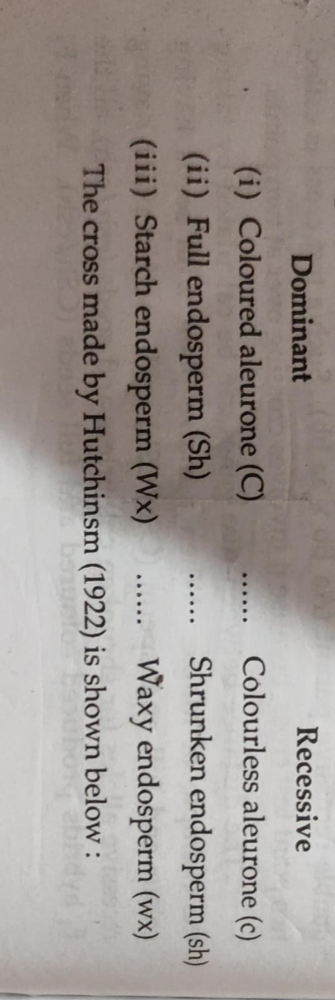 Dominant Recessive
(i) Coloured aleurone (C) ....... Colourless aleurone (c)
(ii) Full endosperm (Sh) ....... Shrunken endosperm (sh)
(iii) Starch endosperm (Wx) ...... Waxy endosperm (wx)
The cross made by Hutchinsm (1922) is shown below :